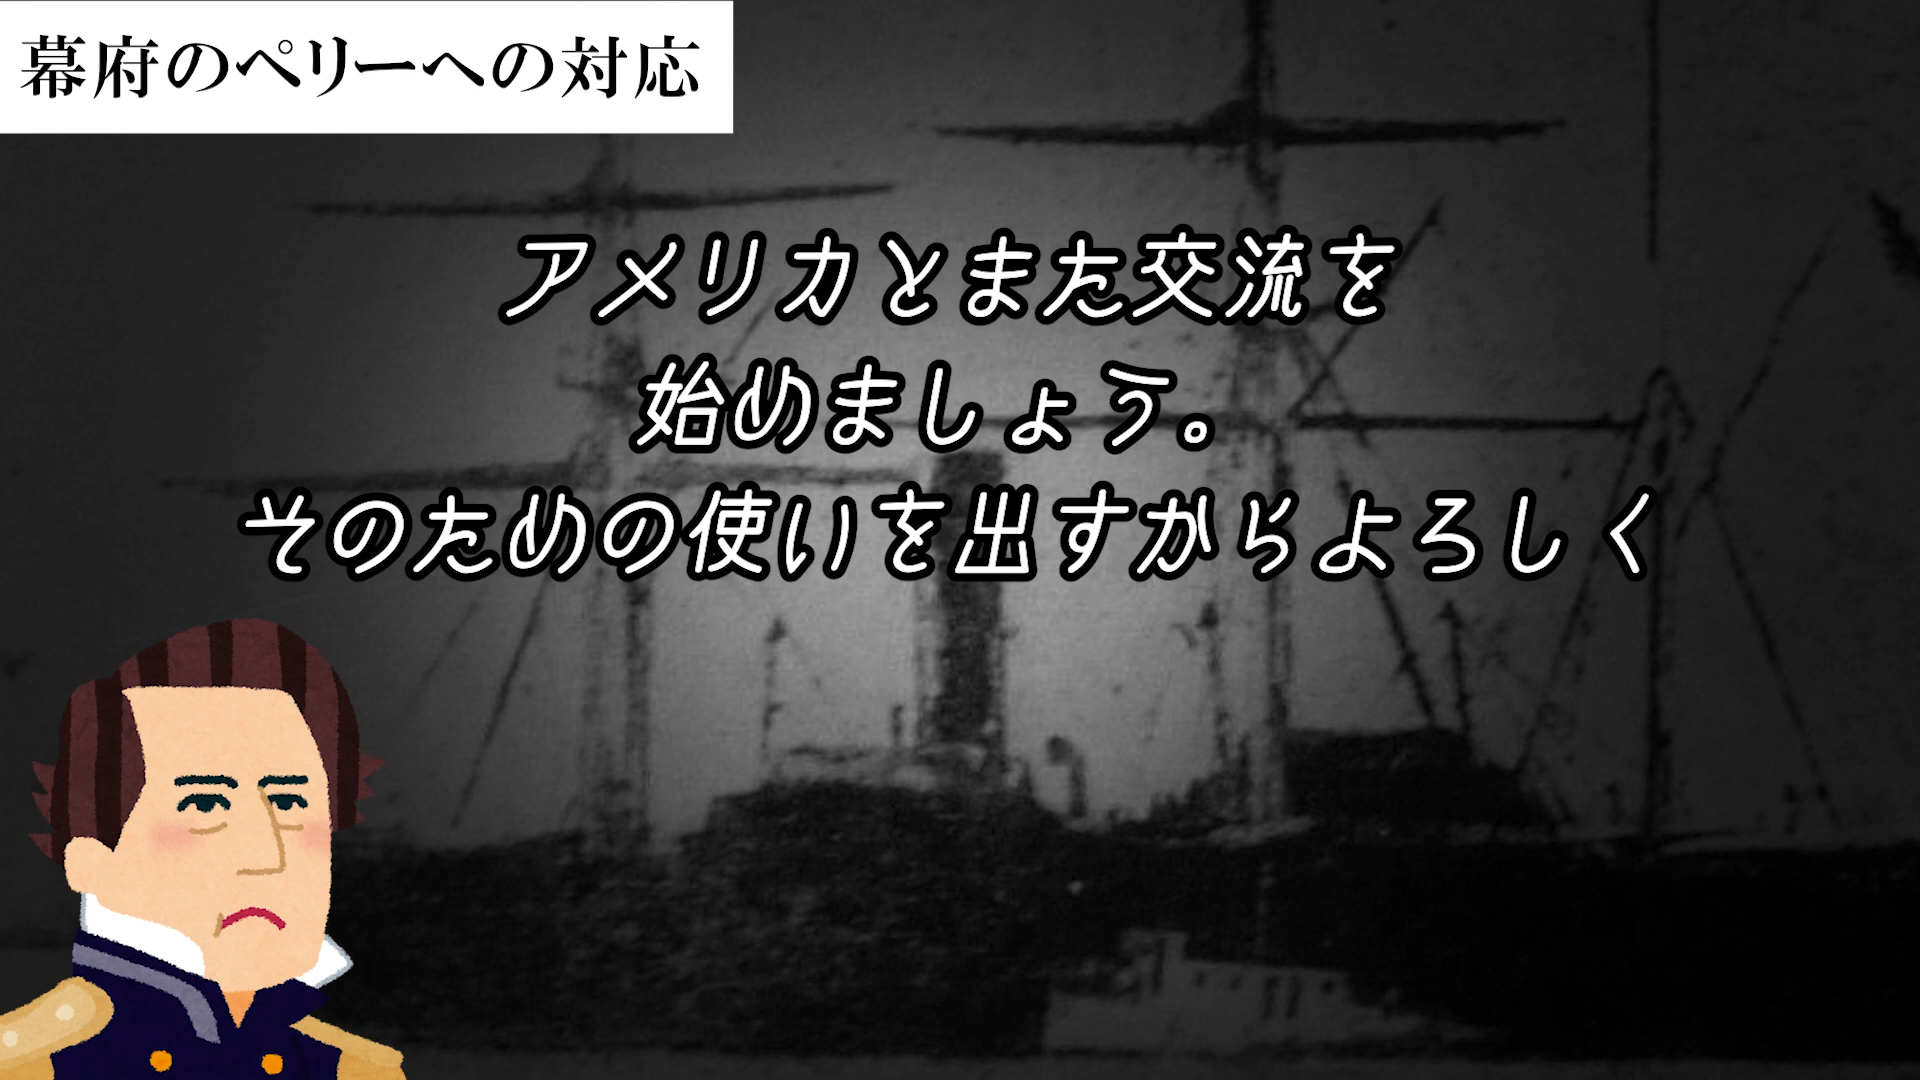 幕府のペリーへの対応
アメリカとまた交流を
始めましょう。
そのための使いを出すからよろしく